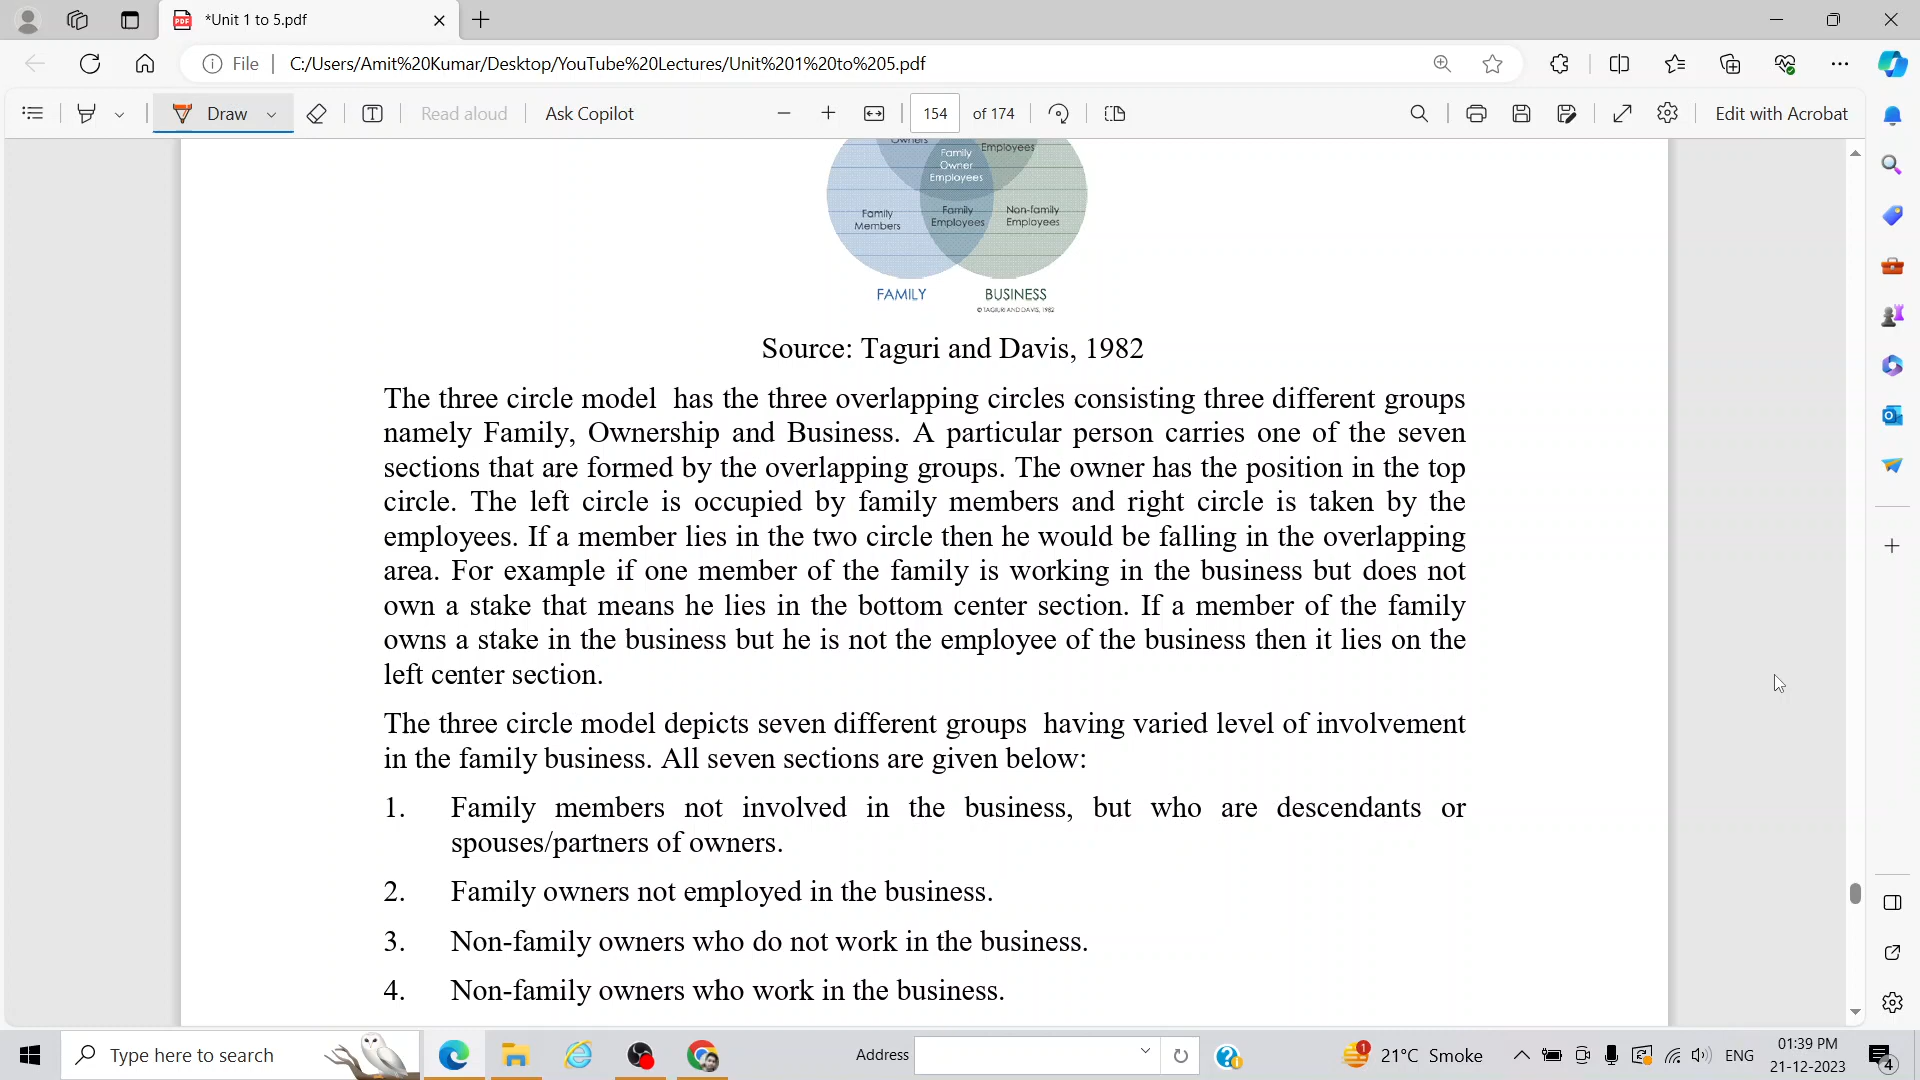 *Unit 1 to 5.pdf
File
C:/Users/Amit%20Kumar/Desktop/YouTube%20Lectures/Unit%201%20to%205.pdf
Draw
Read aloud
Ask Copilot
154 of 174
Edit with Acrobat
Owners
Employees
Family
Owner
Employees
Family
Members
Family
Employees
Non-family
Employees
FAMILY
BUSINESS
© TAGIURI AND DAVIS, 1982
Source: Taguri and Davis, 1982
The three circle model has the three overlapping circles consisting three different groups
namely Family, Ownership and Business. A particular person carries one of the seven
sections that are formed by the overlapping groups. The owner has the position in the top
circle. The left circle is occupied by family members and right circle is taken by the
employees. If a member lies in the two circle then he would be falling in the overlapping
area. For example if one member of the family is working in the business but does not
own a stake that means he lies in the bottom center section. If a member of the family
owns a stake in the business but he is not the employee of the business then it lies on the
left center section.
The three circle model depicts seven different groups having varied level of involvement
in the family business. All seven sections are given below:
1. Family members not involved in the business, but who are descendants or
spouses/partners of owners.
2. Family owners not employed in the business.
3. Non-family owners who do not work in the business.
4. Non-family owners who work in the business.
Type here to search
Address
1
21°C Smoke
ENG
01:39 PM
21-12-2023
4